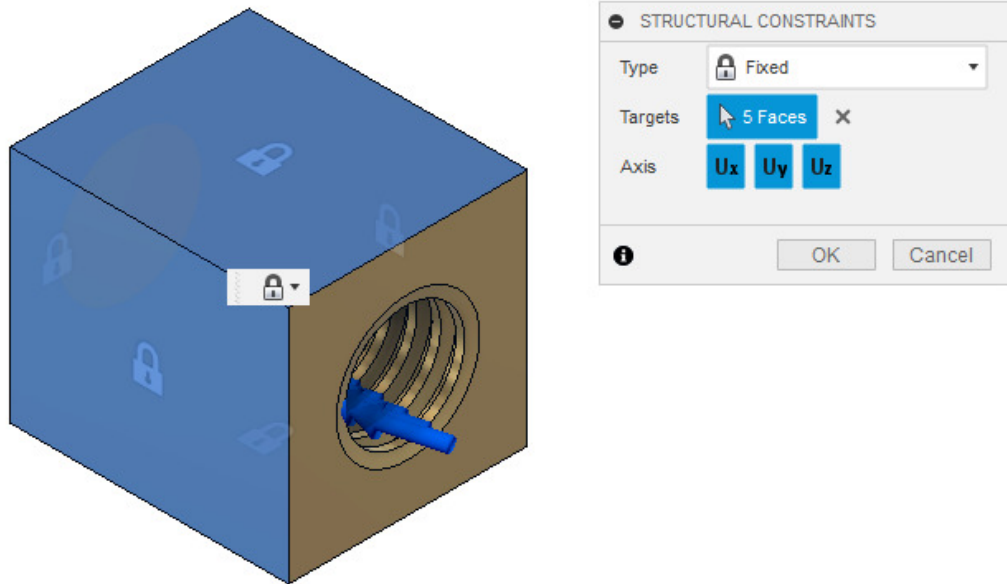 STRUCTURAL CONSTRAINTS
Type Fixed
Targets 5 Faces
Axis Ux Uy Uz
OK Cancel